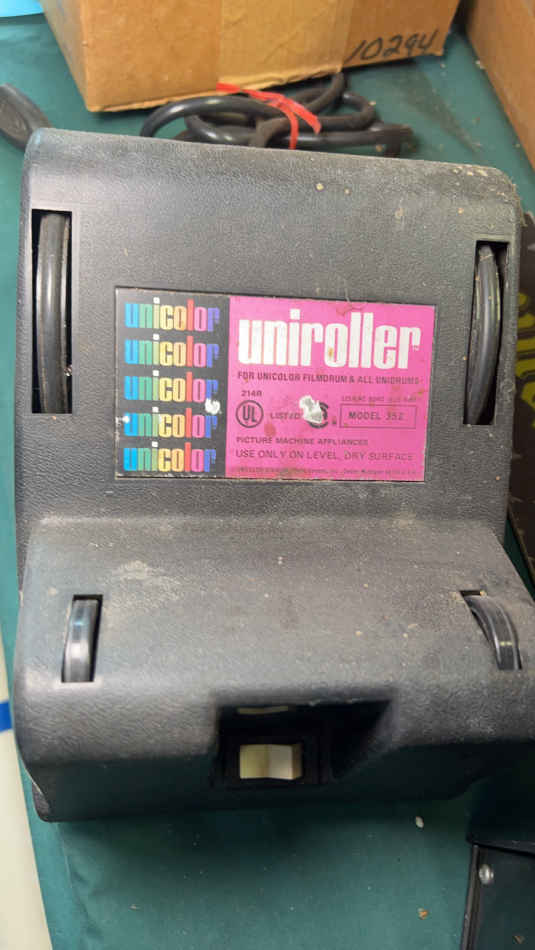 10294
unicolor
unicolor
unicolor
unicolor
unicolor
uniroller
FOR UNICOLOR FILMDRUM & ALL UNIDRUMS
214R
UL LISTED
MODEL 352
PICTURE MACHINE APPLIANCES
USE ONLY ON LEVEL, DRY SURFACE